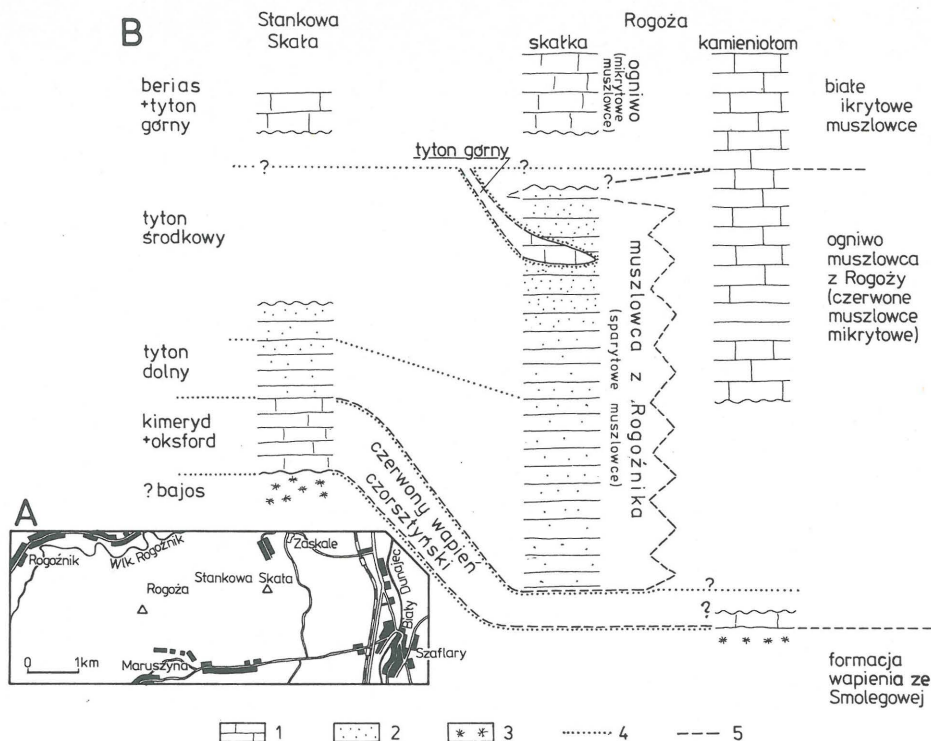 B
Stankowa
Skała
Rogoża
skałka
kamieniołom
berias
+tyton
górny
ogniwo
(mikrytowe
muszlowce)
białe
ikrytowe
muszlowce
?
tyton górny
?
?
tyton
środkowy
muszlowca z Rogoźnika
(sparytowe muszlowce)
ogniwo
muszlowca
z Rogoży
(czerwone
muszlowce
mikrytowe)
tyton
dolny
kimeryd
+oksford
czerwony wapień
czorsztyński
? bajos
?
?
formacja
wapienia ze
Smolegowej
A
Rogoźnik
Wlk. Rogoźnik
Zaskale
Rogoża
Stankowa Skała
Biały Dunajec
Maruszyna
Szaflary
0 1km
1 2 3 4 5